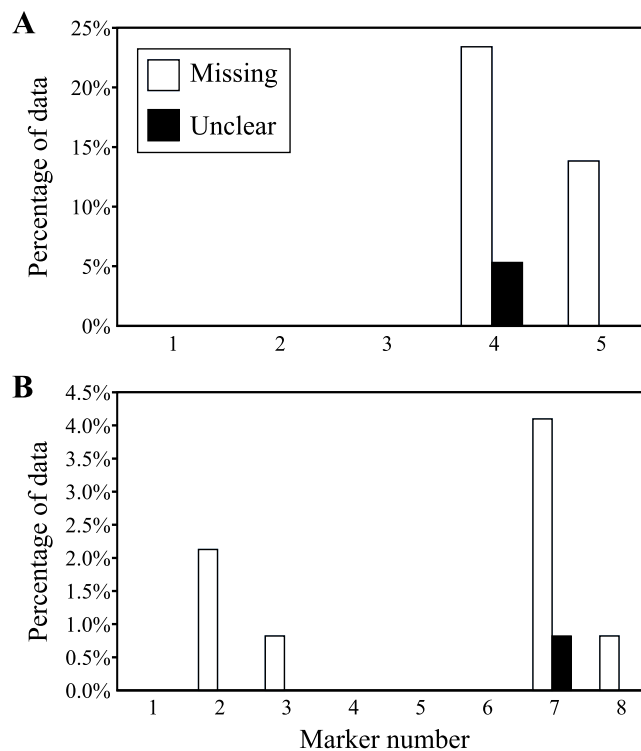 A
Percentage of data
25%
20%
15%
10%
5%
0%
Missing
Unclear
1 2 3 4 5
B
Percentage of data
4.5%
4.0%
3.5%
3.0%
2.5%
2.0%
1.5%
1.0%
0.5%
0.0%
1 2 3 4 5 6 7 8
Marker number